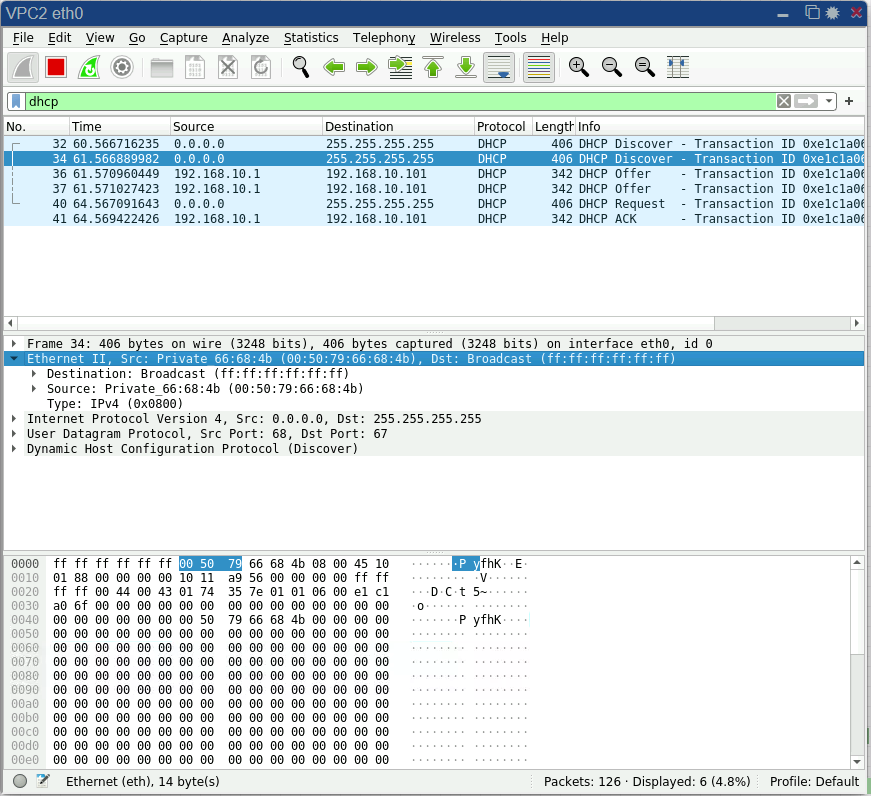 VPC2 eth0
File Edit View Go Capture Analyze Statistics Telephony Wireless Tools Help
dhcp
No. Time Source Destination Protocol Length Info
32 60.566716235 0.0.0.0 255.255.255.255 DHCP 406 DHCP Discover - Transaction ID 0xe1c1a06
34 61.566889982 0.0.0.0 255.255.255.255 DHCP 406 DHCP Discover - Transaction ID 0xe1c1a06
36 61.570960449 192.168.10.1 192.168.10.101 DHCP 342 DHCP Offer - Transaction ID 0xe1c1a06
37 61.571027423 192.168.10.1 192.168.10.101 DHCP 342 DHCP Offer - Transaction ID 0xe1c1a06
40 64.567091643 0.0.0.0 255.255.255.255 DHCP 406 DHCP Request - Transaction ID 0xe1c1a06
41 64.569422426 192.168.10.1 192.168.10.101 DHCP 342 DHCP ACK - Transaction ID 0xe1c1a06
Frame 34: 406 bytes on wire (3248 bits), 406 bytes captured (3248 bits) on interface eth0, id 0
Ethernet II, Src: Private_66:68:4b (00:50:79:66:68:4b), Dst: Broadcast (ff:ff:ff:ff:ff:ff)
Destination: Broadcast (ff:ff:ff:ff:ff:ff)
Source: Private_66:68:4b (00:50:79:66:68:4b)
Type: IPv4 (0x0800)
Internet Protocol Version 4, Src: 0.0.0.0, Dst: 255.255.255.255
User Datagram Protocol, Src Port: 68, Dst Port: 67
Dynamic Host Configuration Protocol (Discover)
0000 ff ff ff ff ff ff 00 50 79 66 68 4b 08 00 45 10 ·······P yfhK··E·
0010 01 88 00 00 00 00 10 11 a9 56 00 00 00 00 ff ff ········ ·V······
0020 ff ff 00 44 00 43 01 74 35 7e 01 01 06 00 e1 c1 ···D·C·t 5~······
0030 a0 6f 00 00 00 00 00 00 00 00 00 00 00 00 00 00 ·o······ ········
0040 00 00 00 00 00 00 50 79 66 68 4b 00 00 00 00 ·······P yfhK····
0050 00 00 00 00 00 00 00 00 00 00 00 00 00 00 00 00 ········ ········
0060 00 00 00 00 00 00 00 00 00 00 00 00 00 00 00 00 ········ ········
0070 00 00 00 00 00 00 00 00 00 00 00 00 00 00 00 00 ········ ········
0080 00 00 00 00 00 00 00 00 00 00 00 00 00 00 00 00 ········ ········
0090 00 00 00 00 00 00 00 00 00 00 00 00 00 00 00 00 ········ ········
00a0 00 00 00 00 00 00 00 00 00 00 00 00 00 00 00 00 ········ ········
00b0 00 00 00 00 00 00 00 00 00 00 00 00 00 00 00 00 ········ ········
00c0 00 00 00 00 00 00 00 00 00 00 00 00 00 00 00 00 ········ ········
00d0 00 00 00 00 00 00 00 00 00 00 00 00 00 00 00 00 ········ ········
00e0 00 00 00 00 00 00 00 00 00 00 00 00 00 00 00 00 ········ ········
Ethernet (eth), 14 byte(s) Packets: 126 · Displayed: 6 (4.8%) Profile: Default